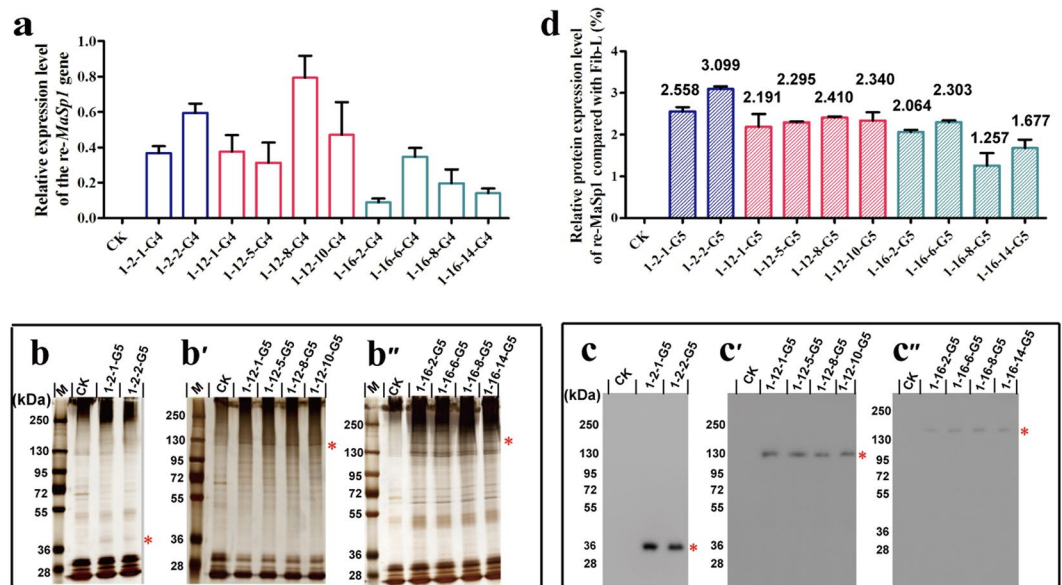 a
Relative expression level
of the re-MaSp1 gene
1.0
0.8
0.6
0.4
0.2
0.0
CK
1-2-1-G4
1-2-2-G4
1-12-1-G4
1-12-5-G4
1-12-8-G4
1-12-10-G4
1-16-2-G4
1-16-6-G4
1-16-8-G4
1-16-14-G4
d
Relative protein expression level
of re-MaSp1 compared with Fib-L (%)
4
3
2
1
0
2.558
3.099
2.191
2.295
2.410
2.340
2.064
2.303
1.257
1.677
CK
1-2-1-G5
1-2-2-G5
1-12-1-G5
1-12-5-G5
1-12-8-G5
1-12-10-G5
1-16-2-G5
1-16-6-G5
1-16-8-G5
1-16-14-G5
b
M
CK
1-2-1-G5
1-2-2-G5
(kDa)
250
130
95
72
55
36
28
*
b′
M
CK
1-12-1-G5
1-12-5-G5
1-12-8-G5
1-12-10-G5
250
130
95
72
55
36
28
*
b″
M
CK
1-16-2-G5
1-16-6-G5
1-16-8-G5
1-16-14-G5
250
130
95
72
55
36
28
*
c
CK
1-2-1-G5
1-2-2-G5
(kDa)
250
130
95
72
55
36
28
*
c′
CK
1-12-1-G5
1-12-5-G5
1-12-8-G5
1-12-10-G5
250
130
95
72
55
36
28
*
c″
CK
1-16-2-G5
1-16-6-G5
1-16-8-G5
1-16-14-G5
250
130
95
72
55
36
28
*